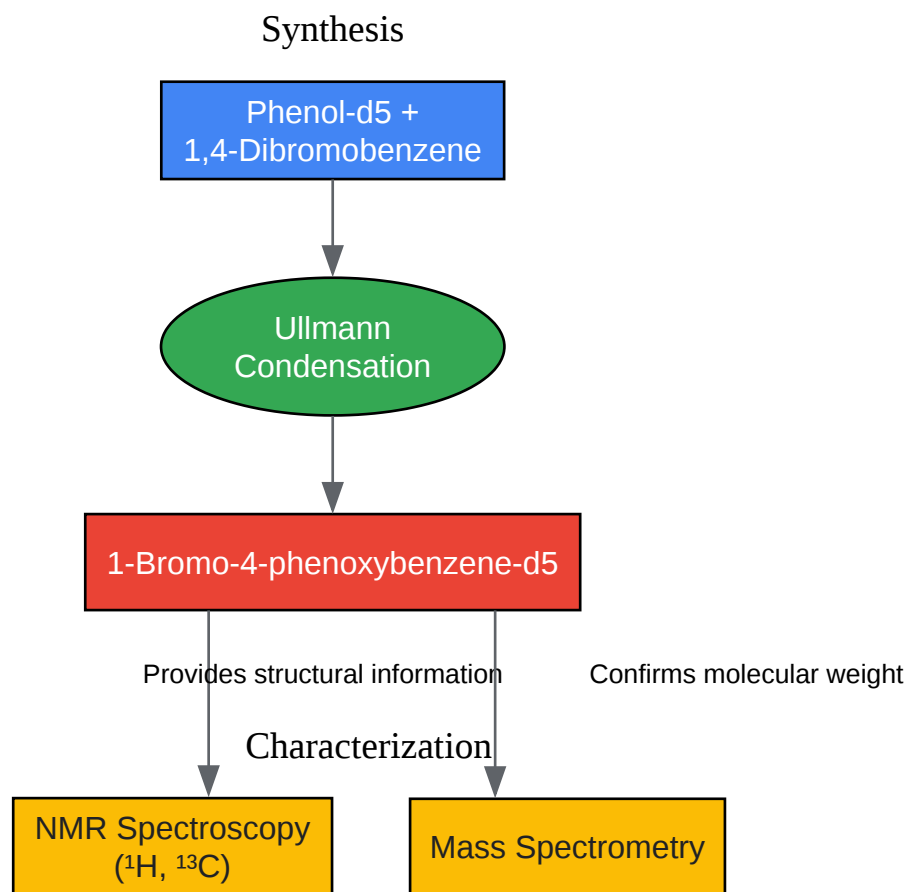 Synthesis
Phenol-d5 +
1,4-Dibromobenzene
Ullmann
Condensation
1-Bromo-4-phenoxybenzene-d5
Provides structural information
Confirms molecular weight
Characterization
NMR Spectroscopy
(¹H, ¹³C)
Mass Spectrometry